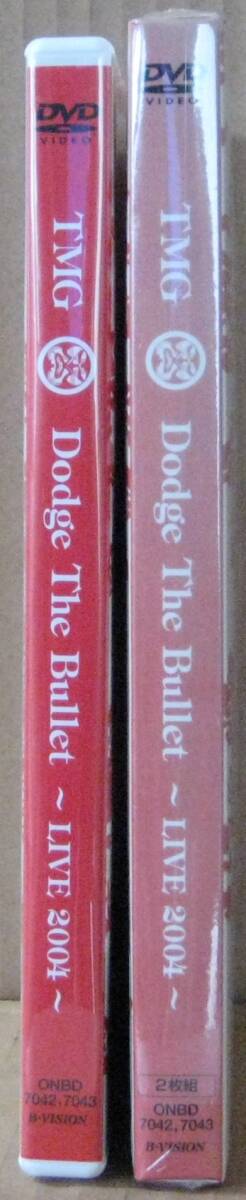 DVD
VIDEO
TMG Dodge The Bullet ~ LIVE 2004 ~
ONBD
7042,7043
B-VISION
DVD
VIDEO
TMG Dodge The Bullet ~ LIVE 2004 ~
2枚組
ONBD
7042,7043
B-VISION